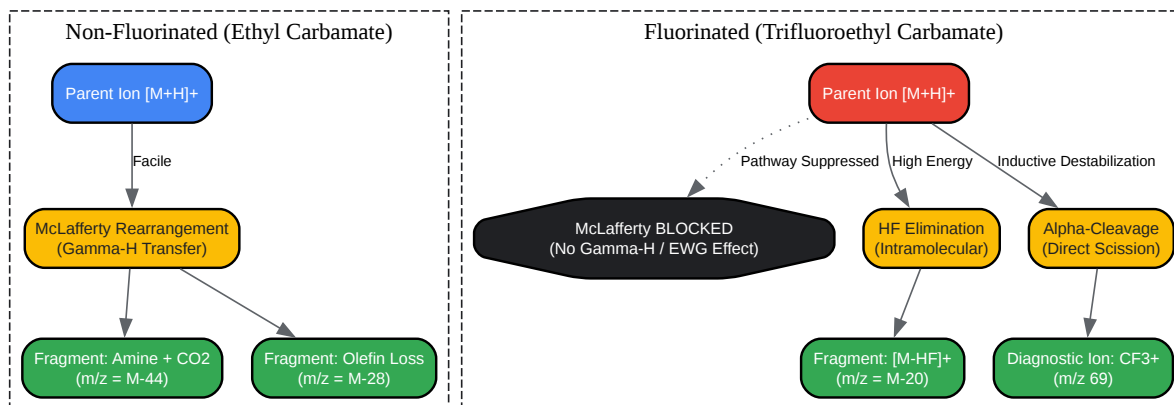 Non-Fluorinated (Ethyl Carbamate)
Parent Ion [M+H]+
Facile
McLafferty Rearrangement
(Gamma-H Transfer)
Fragment: Amine + CO2
(m/z = M-44)
Fragment: Olefin Loss
(m/z = M-28)
Fluorinated (Trifluoroethyl Carbamate)
Parent Ion [M+H]+
Pathway Suppressed
High Energy
Inductive Destabilization
McLafferty BLOCKED
(No Gamma-H / EWG Effect)
HF Elimination
(Intramolecular)
Alpha-Cleavage
(Direct Scission)
Fragment: [M-HF]+
(m/z = M-20)
Diagnostic Ion: CF3+
(m/z 69)